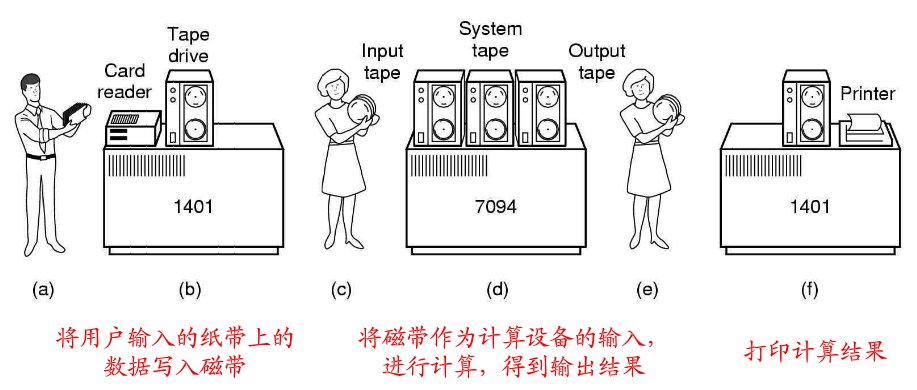 Tape
drive
System
tape
Card
reader
Input
tape
Output
tape
Printer
1401
7094
1401
(a)
(b)
(c)
(d)
(e)
(f)
将用户输入的纸带上的
数据写入磁带
将磁带作为计算设备的输入，
进行计算，得到输出结果
打印计算结果